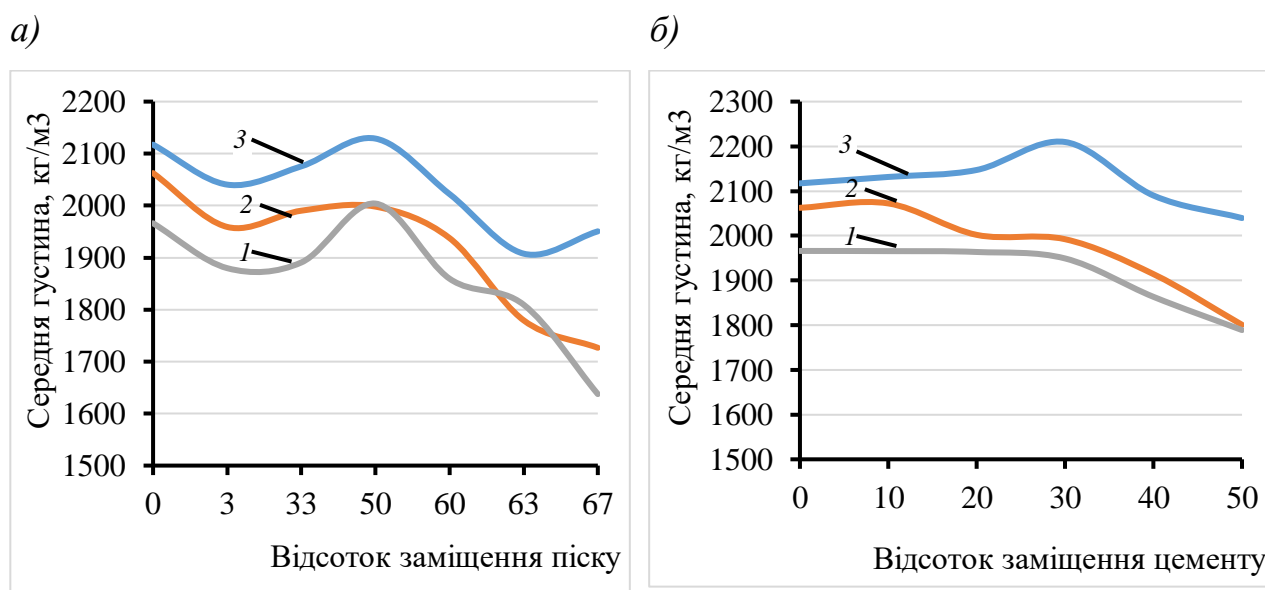 а)
б)
Середня густина, кг/м3
2200
2100
2000
1900
1800
1700
1600
1500
3
2
1
0 3 33 50 60 63 67
Відсоток заміщення піску
Середня густина, кг/м3
2300
2200
2100
2000
1900
1800
1700
1600
1500
3
2
1
0 10 20 30 40 50
Відсоток заміщення цементу